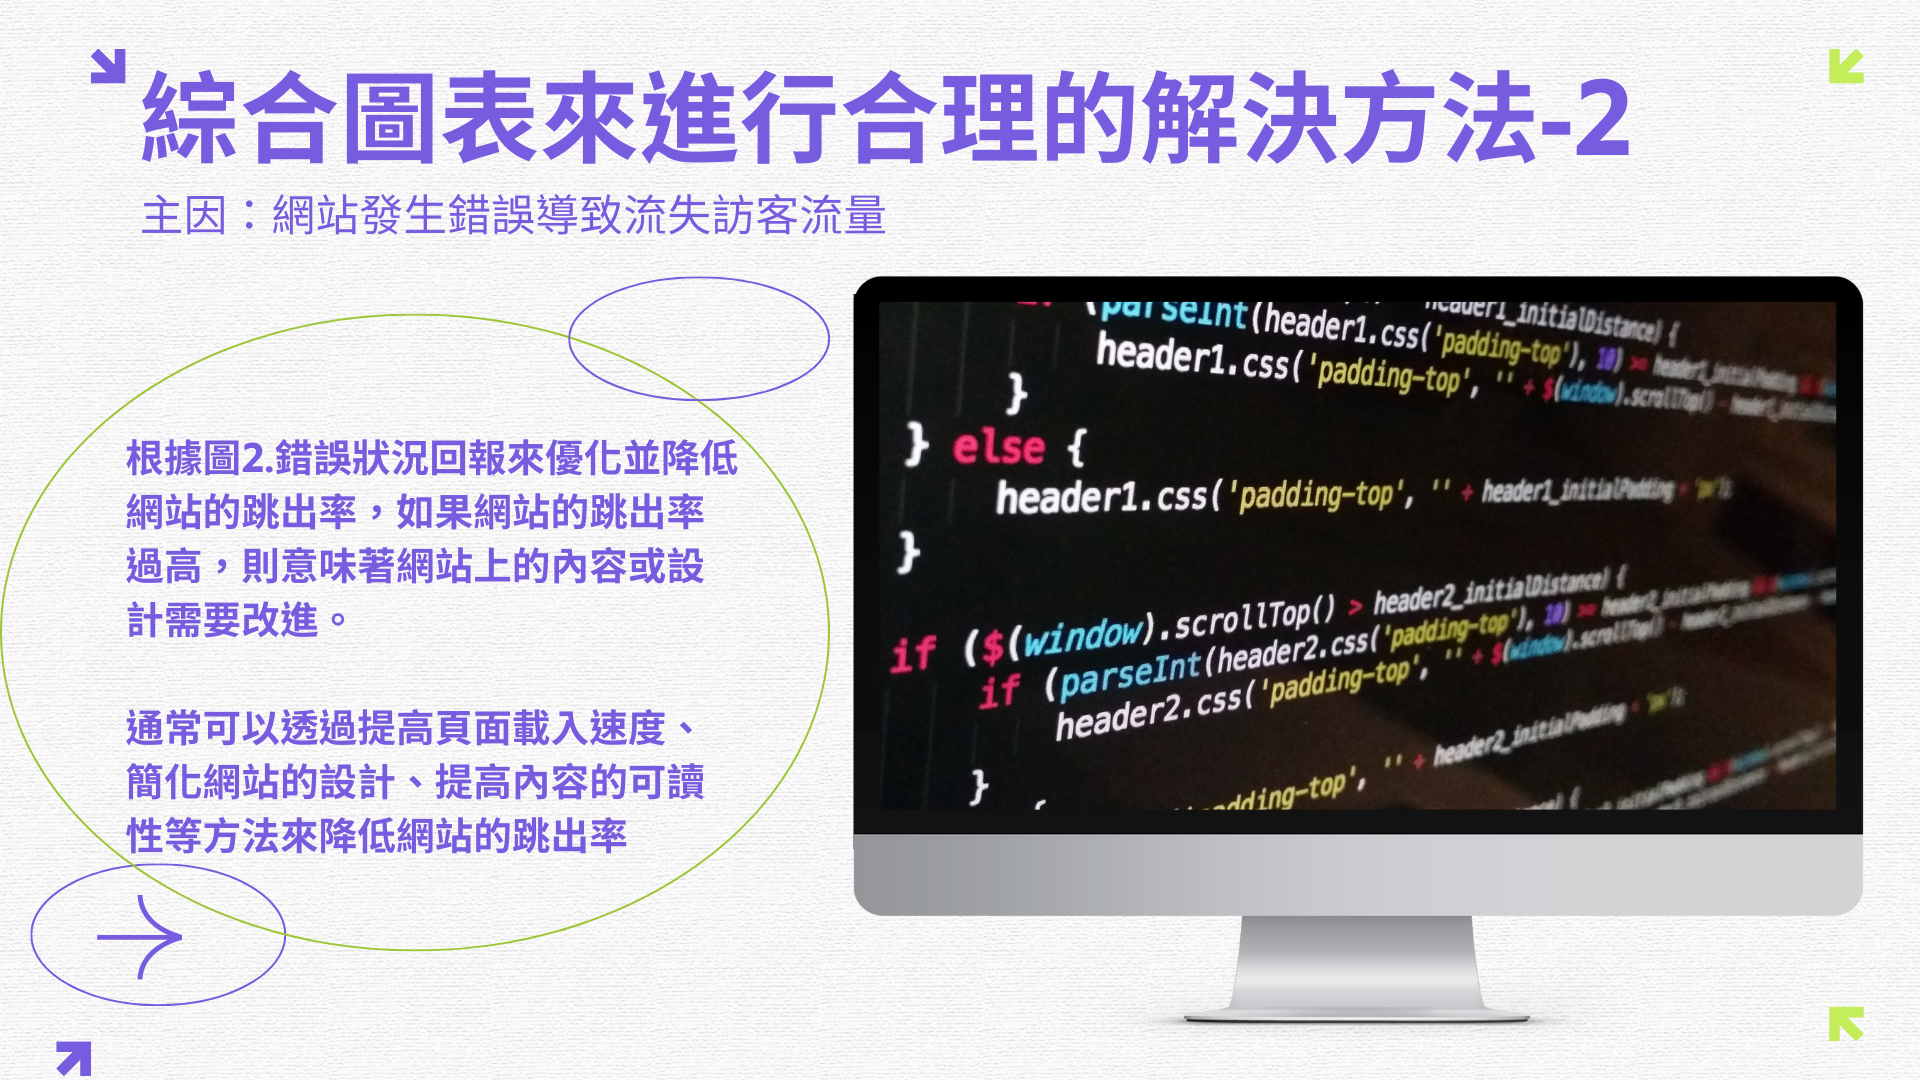 綜合圖表來進行合理的解決方法-2
主因：網站發生錯誤導致流失訪客流量
根據圖2.錯誤狀況回報來優化並降低
網站的跳出率，如果網站的跳出率
過高，則意味著網站上的內容或設
計需要改進。
通常可以透過提高頁面載入速度、
簡化網站的設計、提高內容的可讀
性等方法來降低網站的跳出率
(parseInt(header1.css('padding-top'), 10) >= header1_initialPadding
header1.css('padding-top', '' + $(window).scrollTop()
}
} else {
header1.css('padding-top', '' + header1_initialPadding + 'px');
}
if ($(window).scrollTop() > header2_initialDistance) {
if (parseInt(header2.css('padding-top'), 10) >= header2_initialPadding
header2.css('padding-top', '' + $(window).scrollTop()
}
padding-top', '' + header2_initialPadding + 'px');